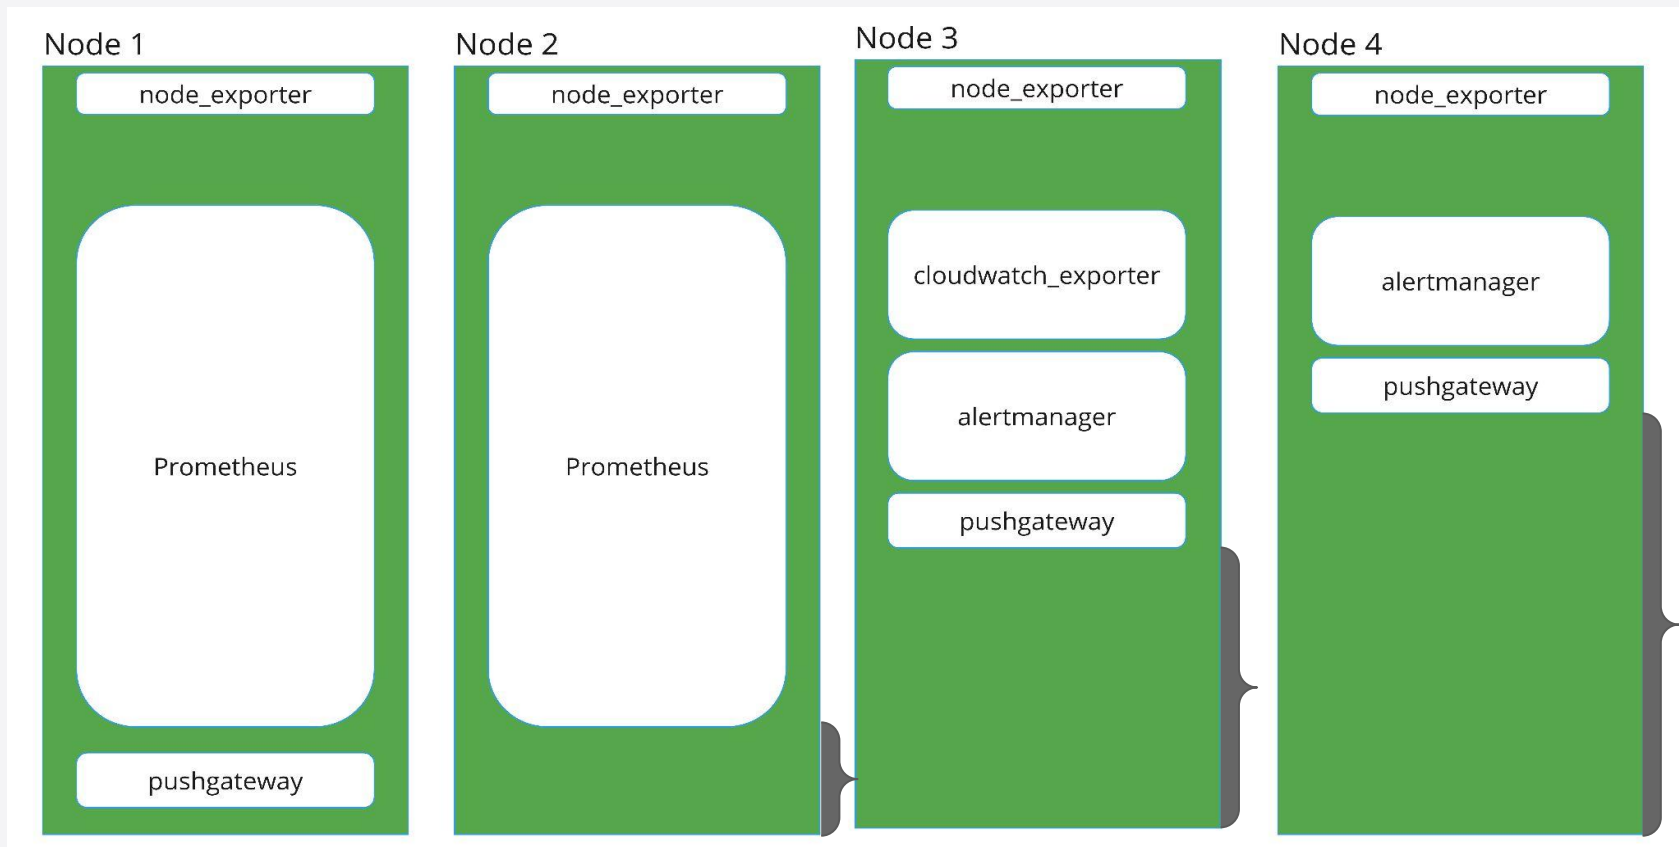 Node 1
node_exporter
Prometheus
pushgateway
Node 2
node_exporter
Prometheus
Node 3
node_exporter
cloudwatch_exporter
alertmanager
pushgateway
Node 4
node_exporter
alertmanager
pushgateway